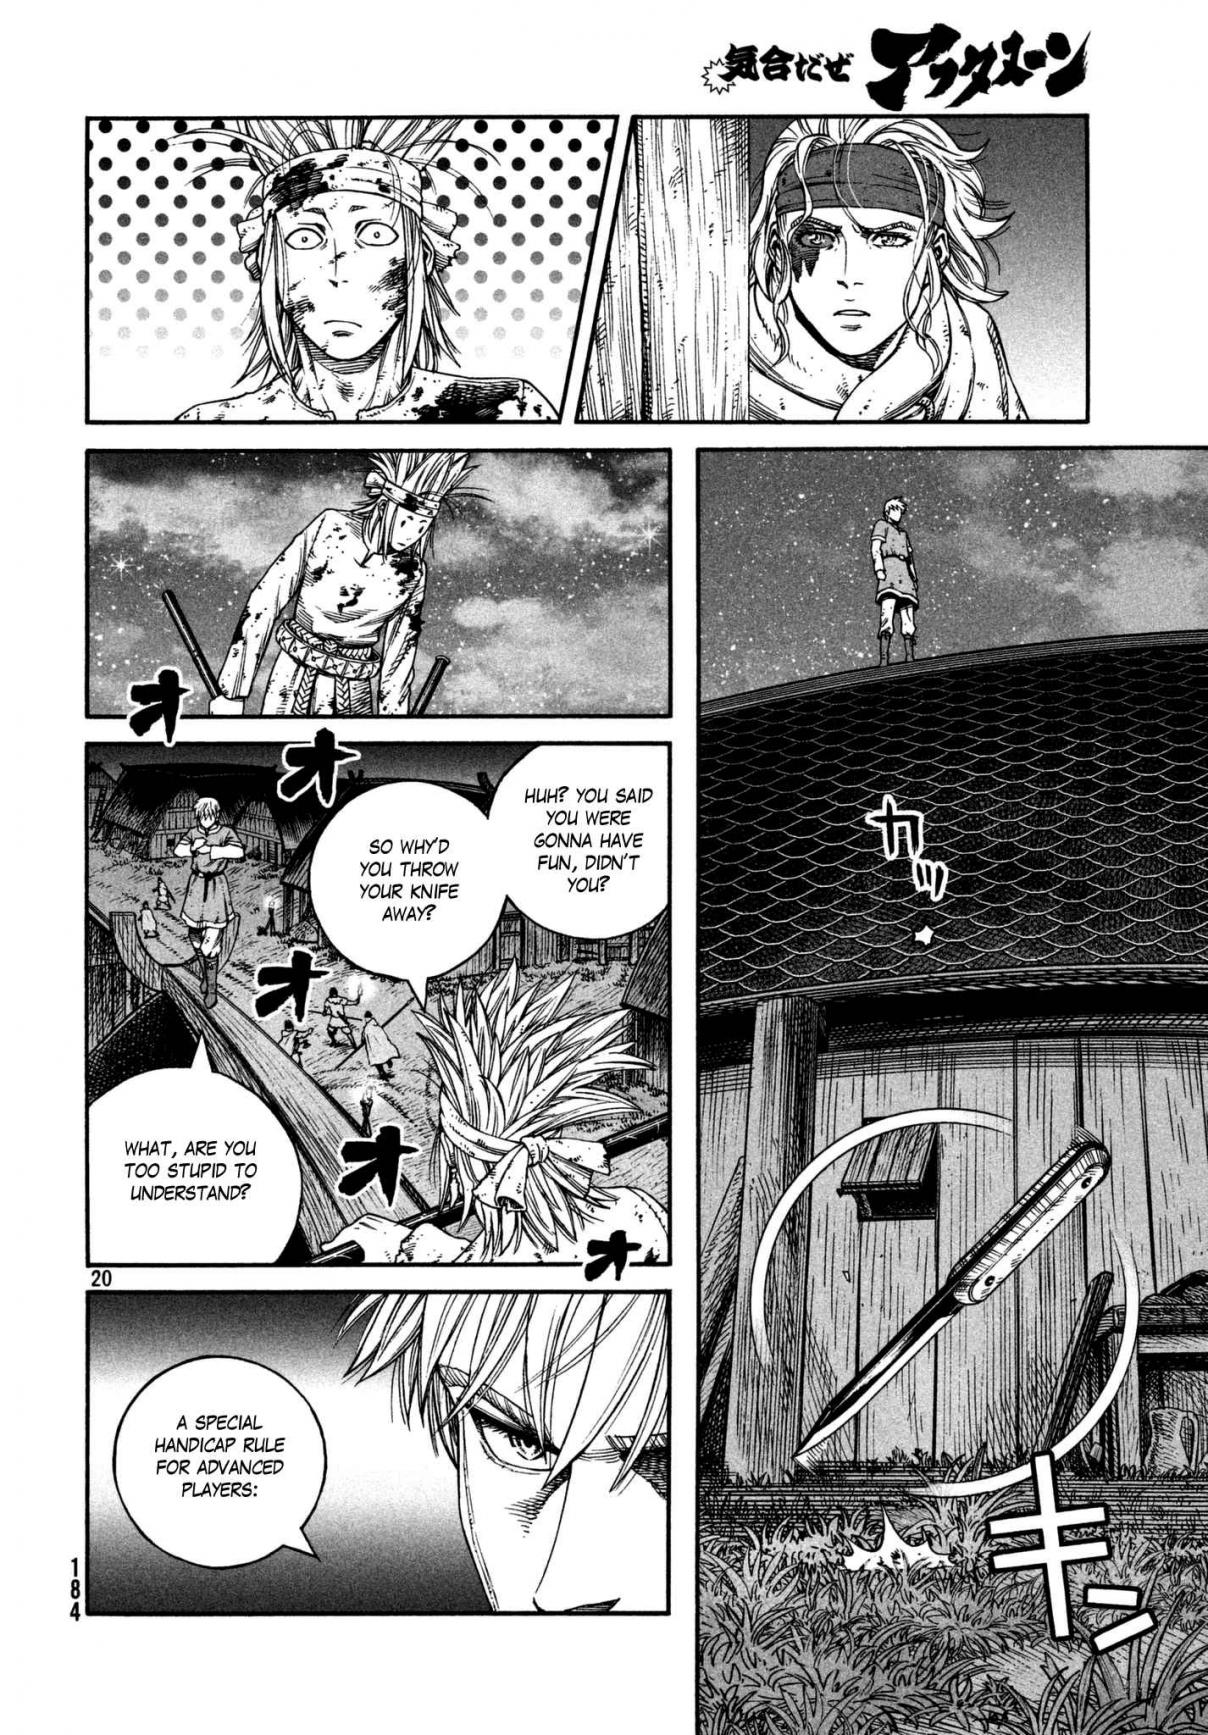 気合だぜ アフタヌーン
カッ
キン
オ
オ
オ
オ
オ
HUH? YOU SAID
YOU WERE
GONNA HAVE
FUN, DIDN'T
YOU?
SO WHY'D
YOU THROW
YOUR KNIFE
AWAY?
WHAT, ARE YOU
TOO STUPID TO
UNDERSTAND?
20
A SPECIAL
HANDICAP RULE
FOR ADVANCED
PLAYERS:
184